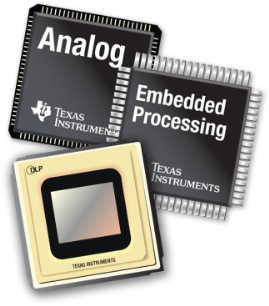 Analog
TEXAS
INSTRUMENTS
Embedded
Processing
TEXAS
INSTRUMENTS
DLP
TEXAS INSTRUMENTS